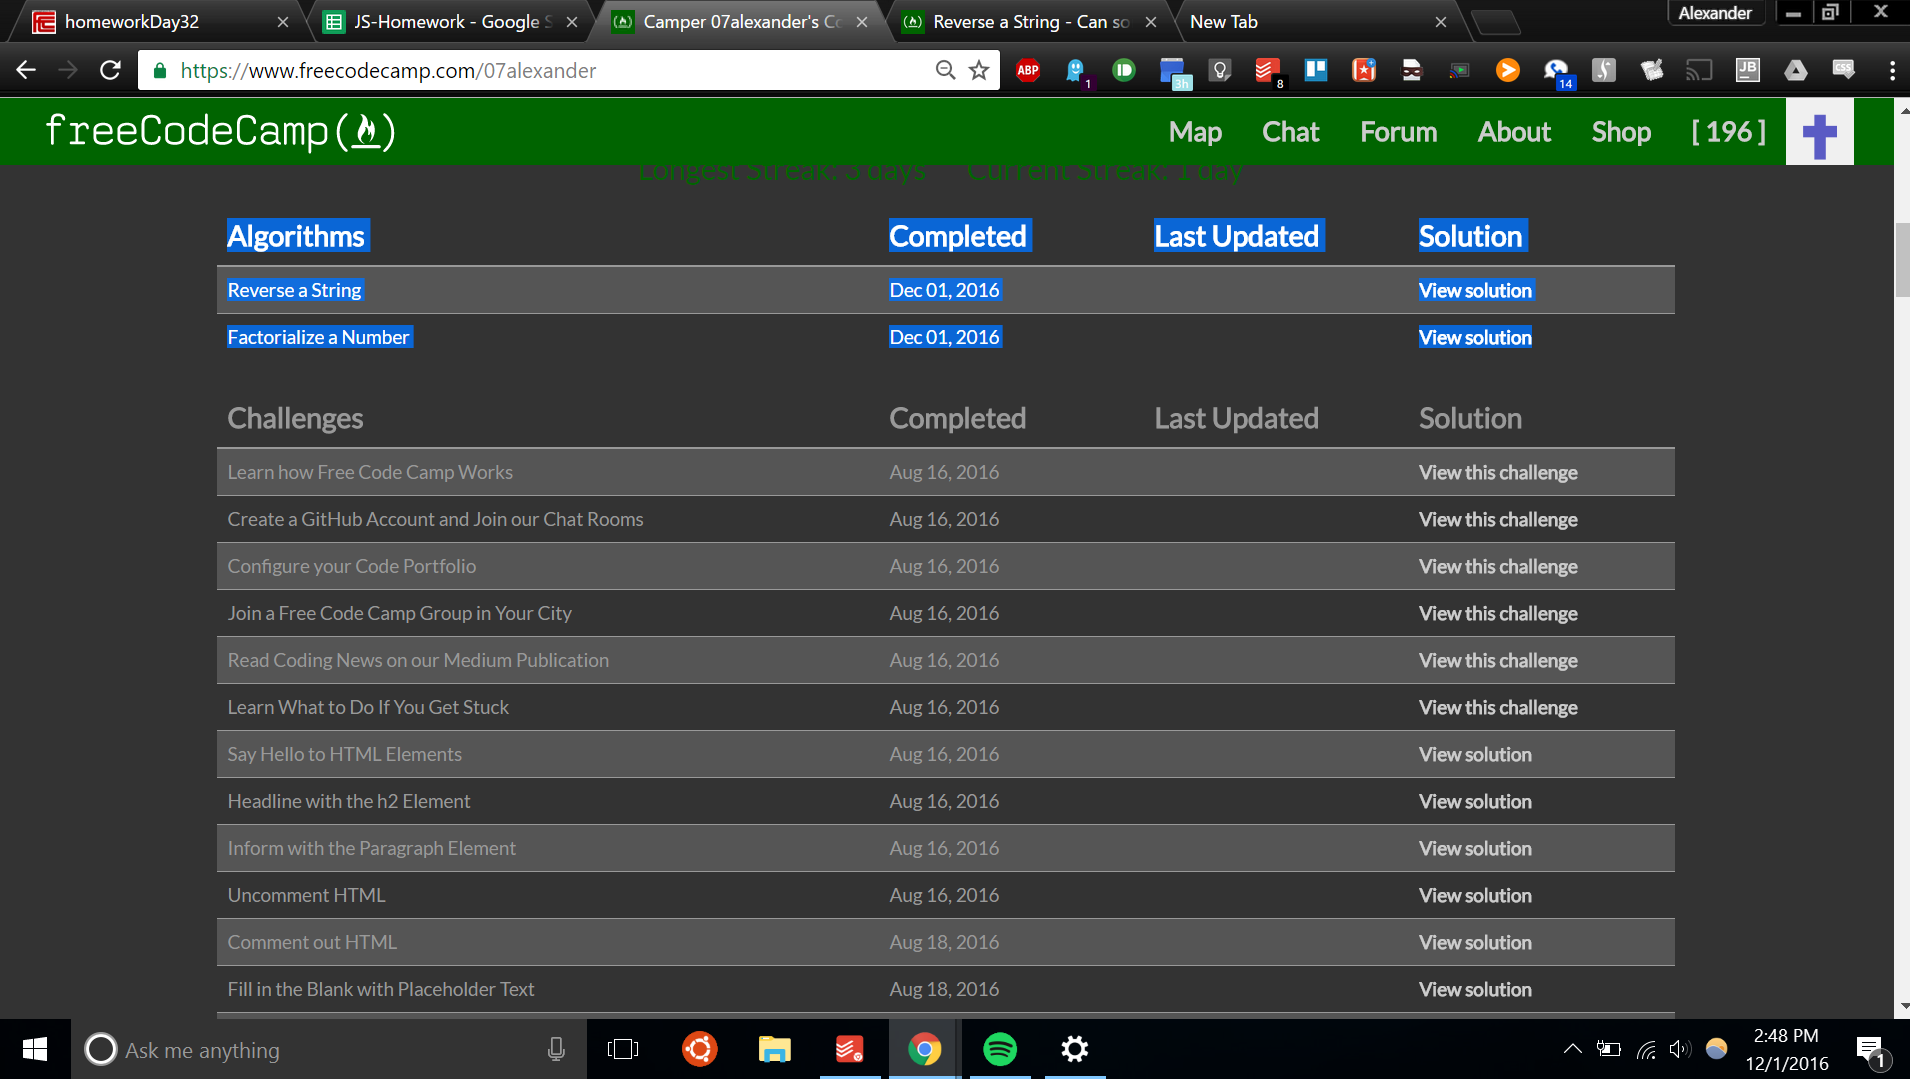 homeworkDay32
JS-Homework - Google S
Camper 07alexander's Co
Reverse a String - Can so
New Tab
Alexander
https://www.freecodecamp.com/07alexander
ABP
1
3h
8
14
JB
CSS
freeCodeCamp(
)
Map Chat Forum About Shop [ 196 ]
Longest Streak: 3 days Current Streak: 1 day
Algorithms Completed Last Updated Solution
Reverse a String Dec 01, 2016 View solution
Factorialize a Number Dec 01, 2016 View solution
Challenges Completed Last Updated Solution
Learn how Free Code Camp Works Aug 16, 2016 View this challenge
Create a GitHub Account and Join our Chat Rooms Aug 16, 2016 View this challenge
Configure your Code Portfolio Aug 16, 2016 View this challenge
Join a Free Code Camp Group in Your City Aug 16, 2016 View this challenge
Read Coding News on our Medium Publication Aug 16, 2016 View this challenge
Learn What to Do If You Get Stuck Aug 16, 2016 View this challenge
Say Hello to HTML Elements Aug 16, 2016 View solution
Headline with the h2 Element Aug 16, 2016 View solution
Inform with the Paragraph Element Aug 16, 2016 View solution
Uncomment HTML Aug 16, 2016 View solution
Comment out HTML Aug 18, 2016 View solution
Fill in the Blank with Placeholder Text Aug 18, 2016 View solution
Ask me anything
2:48 PM
12/1/2016
1